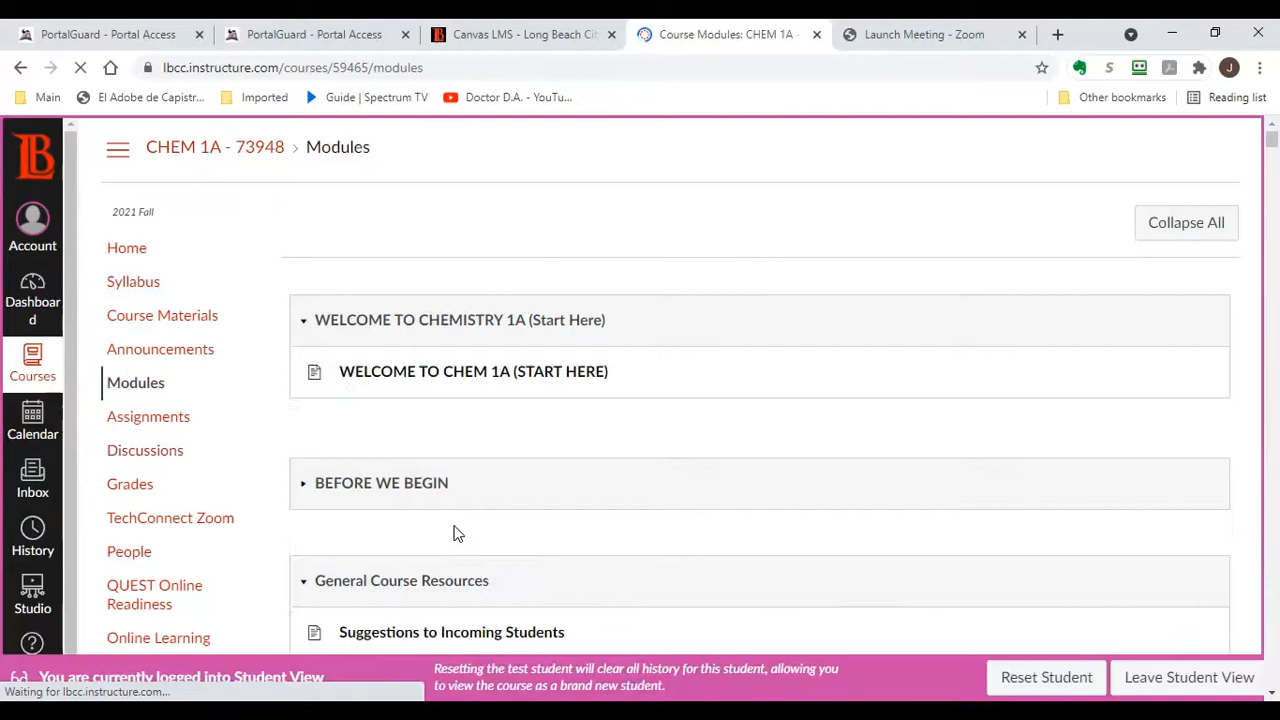 PortalGuard - Portal Access
PortalGuard - Portal Access
Canvas LMS - Long Beach Cit
Course Modules: CHEM 1A -
Launch Meeting - Zoom
lbcc.instructure.com/courses/59465/modules
J
Main
El Adobe de Capistr...
Imported
Guide | Spectrum TV
Doctor D.A. - YouTu...
Other bookmarks
Reading list
CHEM 1A - 73948 › Modules
2021 Fall
Collapse All
Account
Dashboar
d
Courses
Calendar
Inbox
History
Studio
Home
Syllabus
Course Materials
Announcements
Modules
Assignments
Discussions
Grades
TechConnect Zoom
People
QUEST Online
Readiness
Online Learning
WELCOME TO CHEMISTRY 1A (Start Here)
WELCOME TO CHEM 1A (START HERE)
BEFORE WE BEGIN
General Course Resources
Suggestions to Incoming Students
You are currently logged into Student View
Resetting the test student will clear all history for this student, allowing you
to view the course as a brand new student.
Reset Student
Leave Student View
Waiting for lbcc.instructure.com...